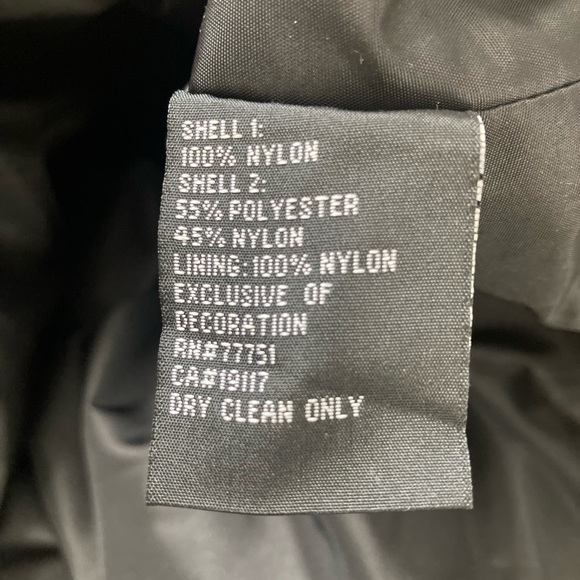 SHELL 1:
100% NYLON
SHELL 2:
55% POLYESTER
45% NYLON
LINING: 100% NYLON
EXCLUSIVE OF
DECORATION
RN#77751
CA#19117
DRY CLEAN ONLY